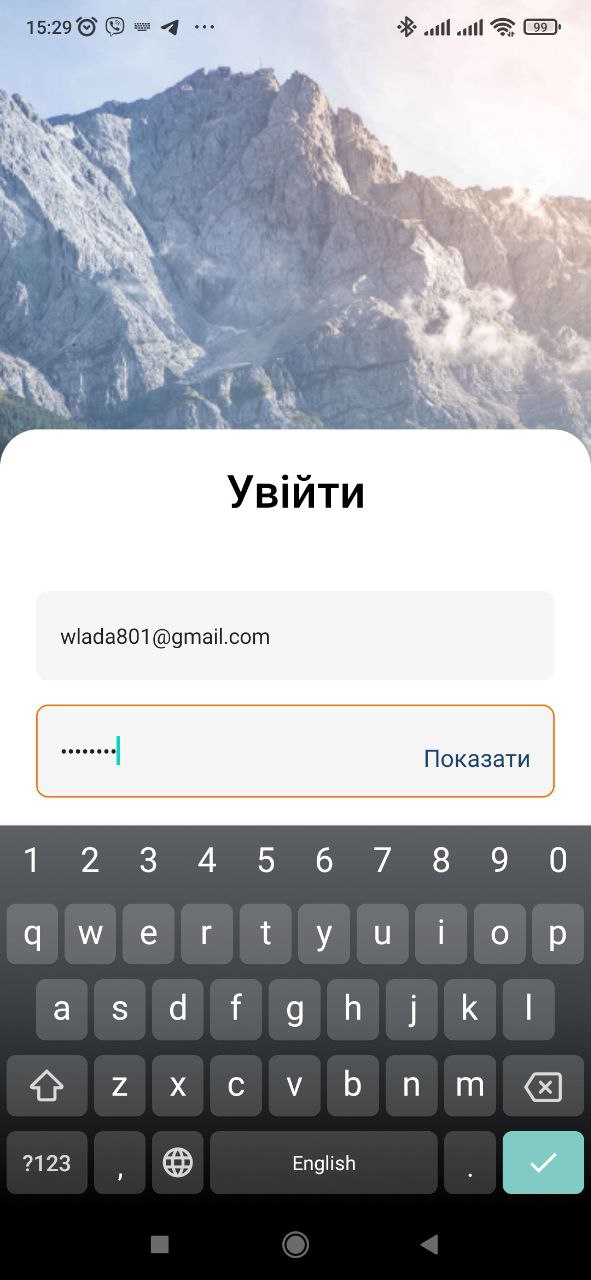 15:29
99
Увійти
wlada801@gmail.com
••••••••
Показати
1 2 3 4 5 6 7 8 9 0
q w e r t y u i o p
a s d f g h j k l
z x c v b n m
?123 , English .